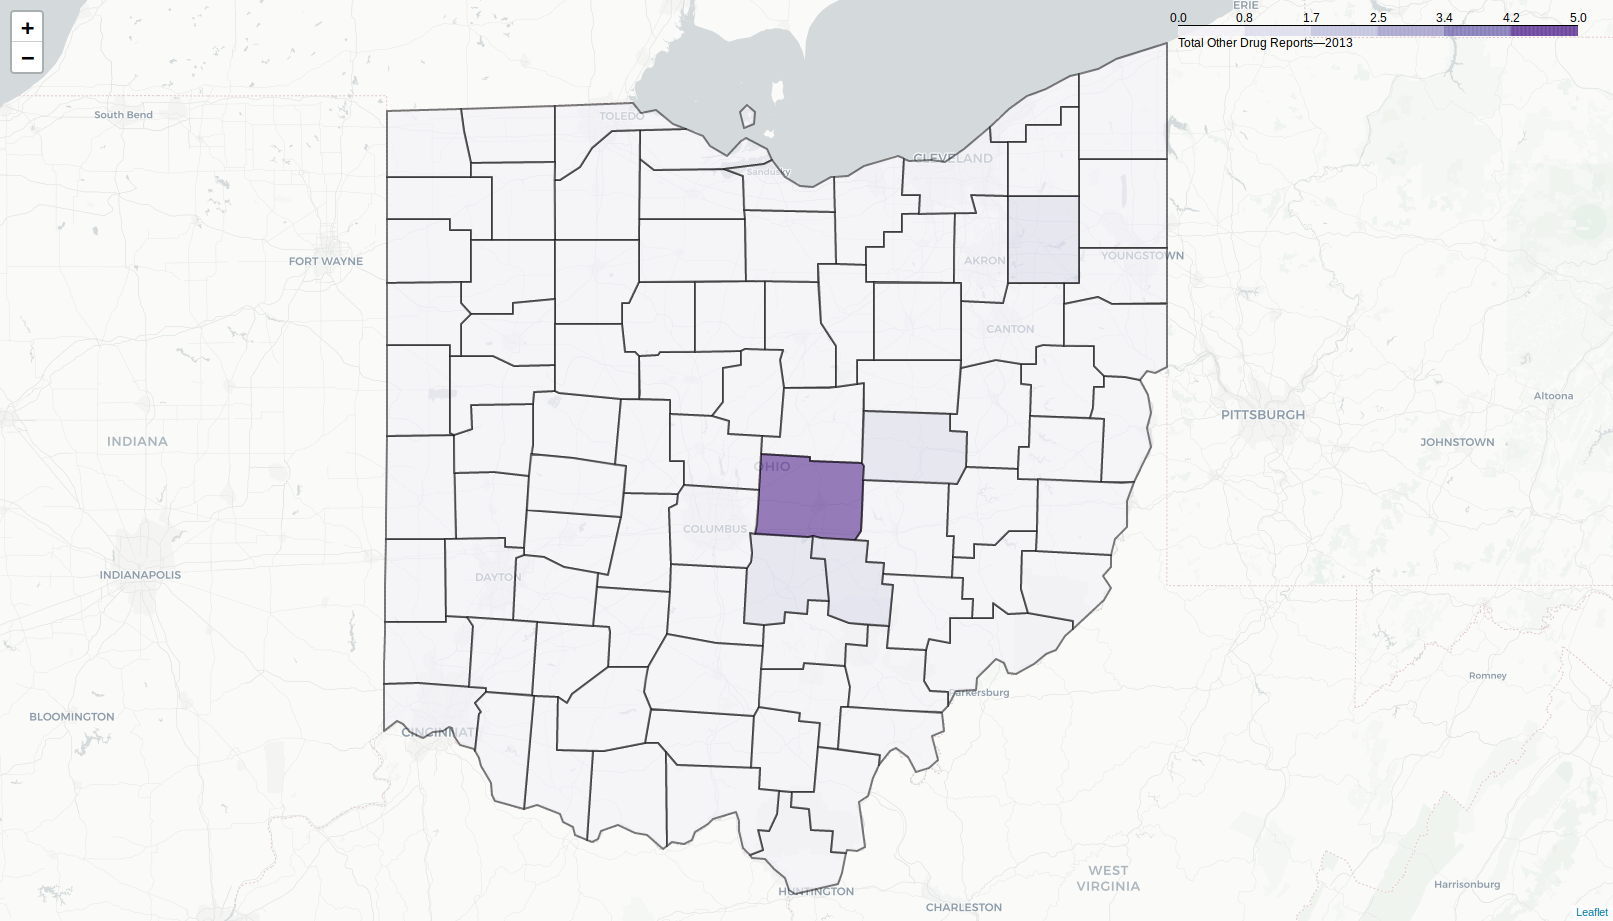 +
−
ERIE
0.0 0.8 1.7 2.5 3.4 4.2 5.0
Total Other Drug Reports—2013
South Bend
TOLEDO
CLEVELAND
Sandusky
FORT WAYNE
AKRON
YOUNGSTOWN
CANTON
Altoona
PITTSBURGH
INDIANA
JOHNSTOWN
OHIO
COLUMBUS
INDIANAPOLIS
DAYTON
Romney
arkersburg
BLOOMINGTON
CINCINNATI
WEST
VIRGINIA
Harrisonburg
HUNTINGTON
CHARLESTON
Leaflet